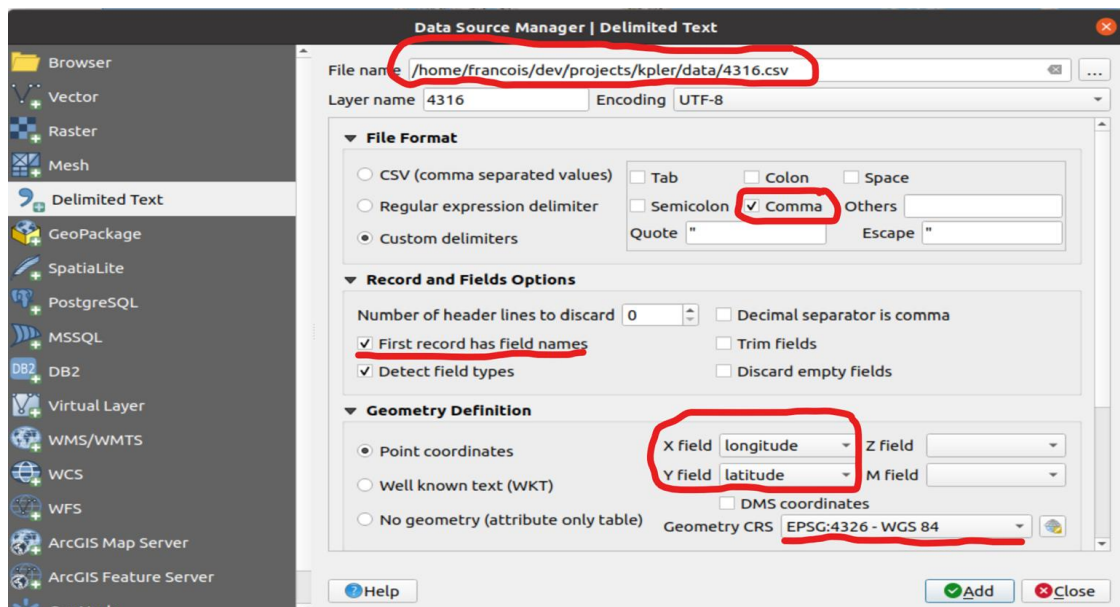 Data Source Manager | Delimited Text
Browser
Vector
Raster
Mesh
Delimited Text
GeoPackage
SpatiaLite
PostgreSQL
MSSQL
DB2 DB2
Virtual Layer
WMS/WMTS
WCS
WFS
ArcGIS Map Server
ArcGIS Feature Server
File name /home/francois/dev/projects/kpler/data/4316.csv ...
Layer name 4316 Encoding UTF-8
File Format
CSV (comma separated values) Tab Colon Space
Regular expression delimiter Semicolon Comma Others
Custom delimiters Quote " Escape "
Record and Fields Options
Number of header lines to discard 0 Decimal separator is comma
First record has field names Trim fields
Detect field types Discard empty fields
Geometry Definition
Point coordinates X field longitude Z field
Well known text (WKT) Y field latitude M field
DMS coordinates
No geometry (attribute only table) Geometry CRS EPSG:4326 - WGS 84
Help Add Close